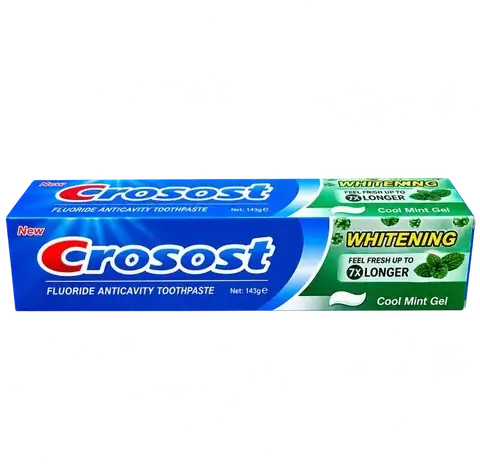 New
Crosost
FLUORIDE ANTICAVITY TOOTHPASTE
Net: 143g℮
WHITENING
FEEL FRESH UP TO
7X LONGER
Cool Mint Gel
New
Crosost
FLUORIDE ANTICAVITY TOOTHPASTE
Net: 143g℮
WHITENING
FEEL FRESH UP TO
7X LONGER
Cool Mint Gel